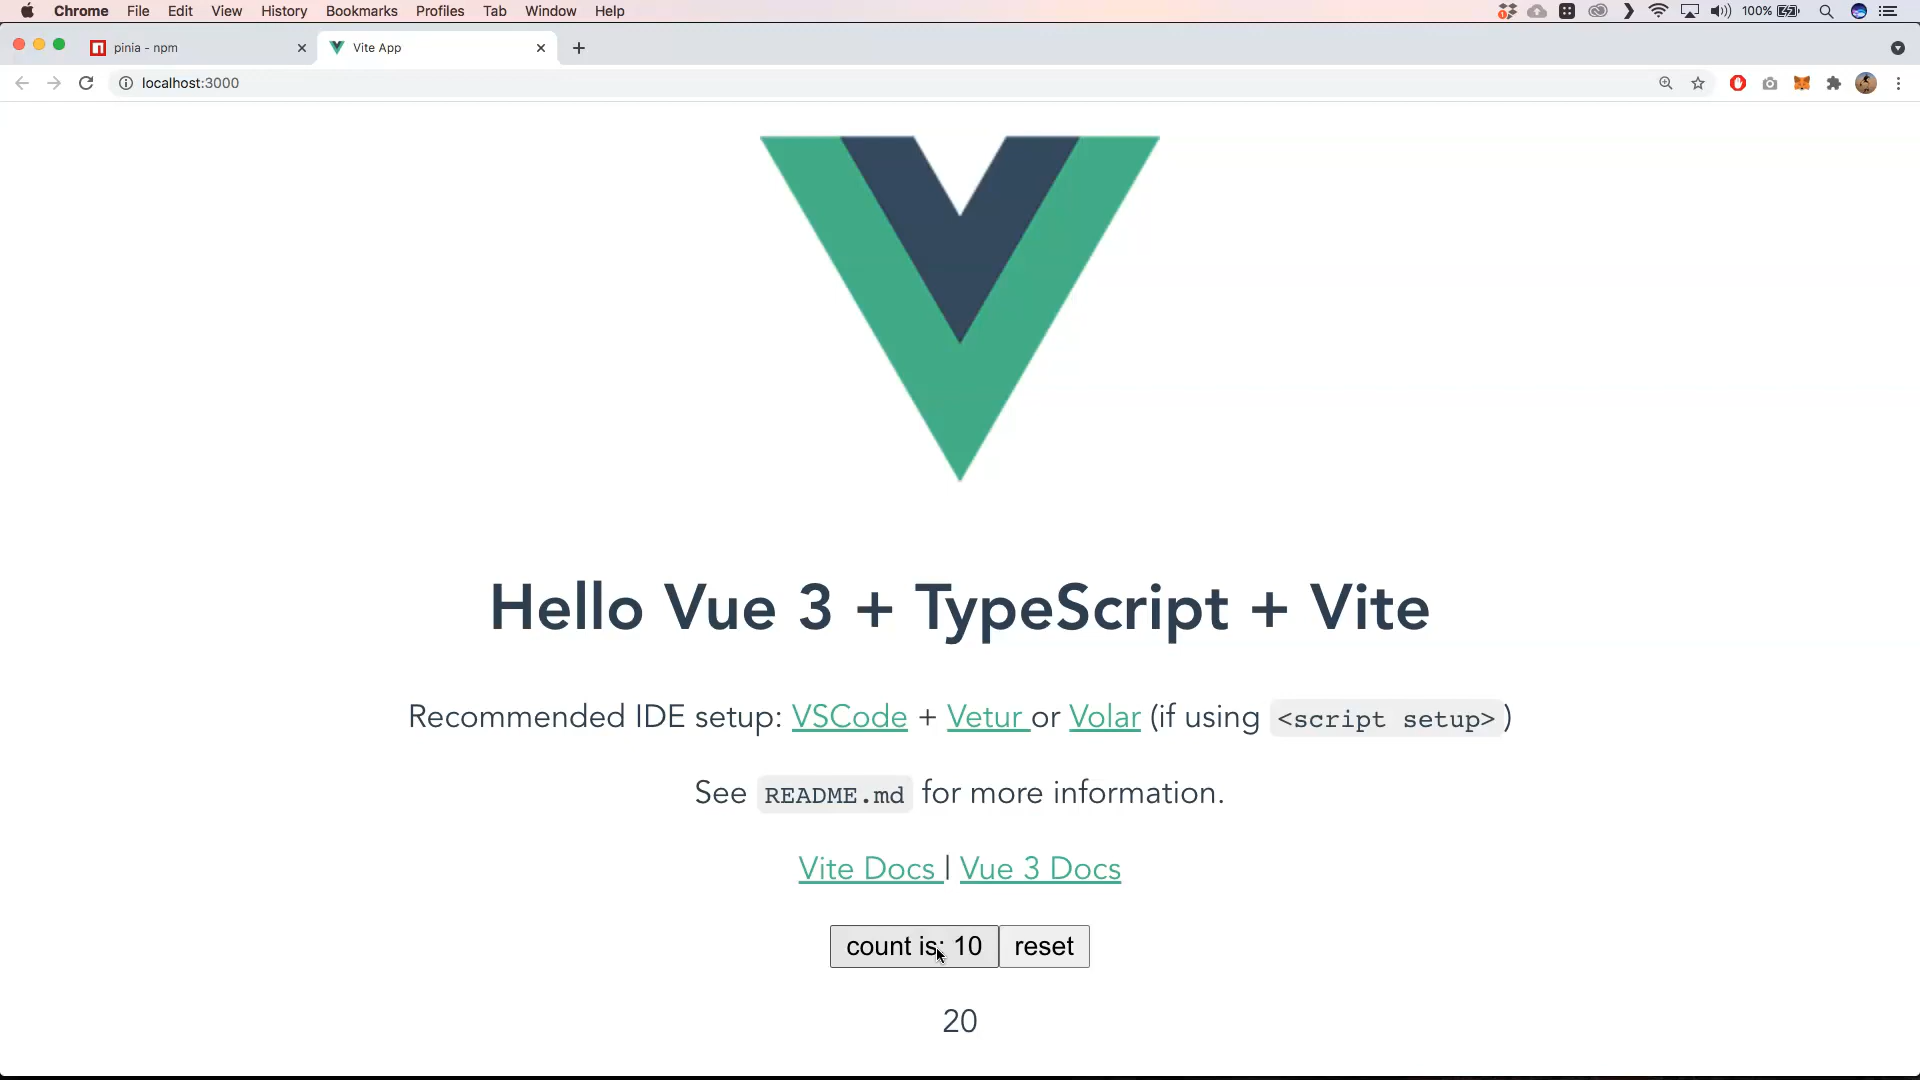 Chrome File Edit View History Bookmarks Profiles Tab Window Help 100%
pinia - npm Vite App
localhost:3000
Hello Vue 3 + TypeScript + Vite
Recommended IDE setup: VSCode + Vetur or Volar (if using <script setup>)
See README.md for more information.
Vite Docs | Vue 3 Docs
count is: 10 reset
20